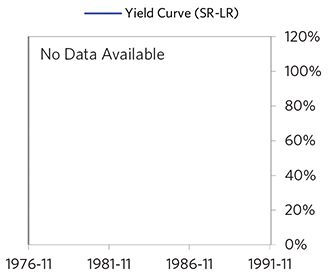 Yield Curve (SR-LR)
No Data Available
120%
100%
80%
60%
40%
20%
0%
1976-11 1981-11 1986-11 1991-11